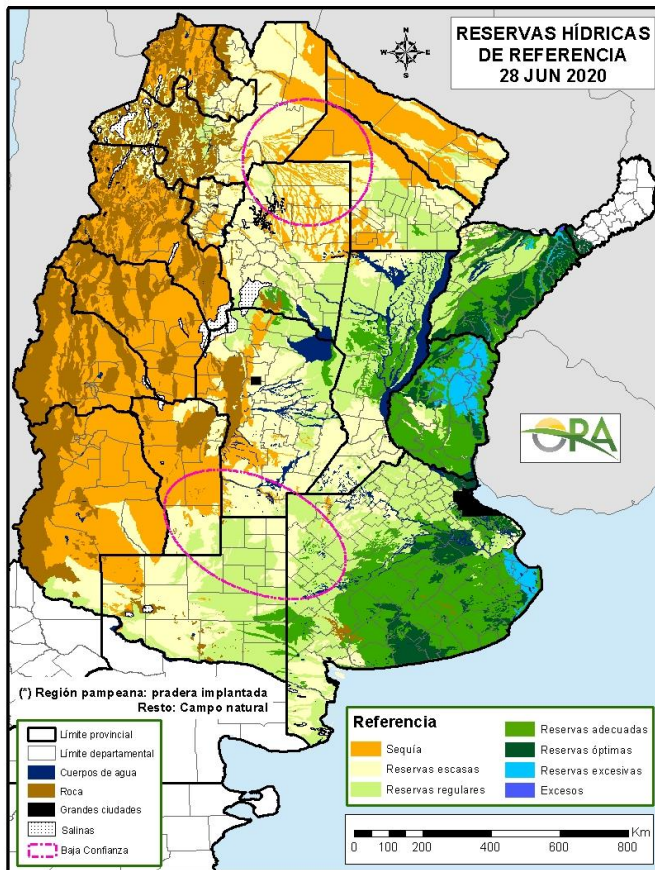 RESERVAS HÍDRICAS
DE REFERENCIA
28 JUN 2020
N
W E
S
ORA
(*) Región pampeana: pradera implantada
Resto: Campo natural
Límite provincial
Límite departamental
Cuerpos de agua
Roca
Grandes ciudades
Salinas
Baja Confianza
Referencia
Sequía
Reservas escasas
Reservas regulares
Reservas adecuadas
Reservas óptimas
Reservas excesivas
Excesos
Km
0 100 200 400 600 800